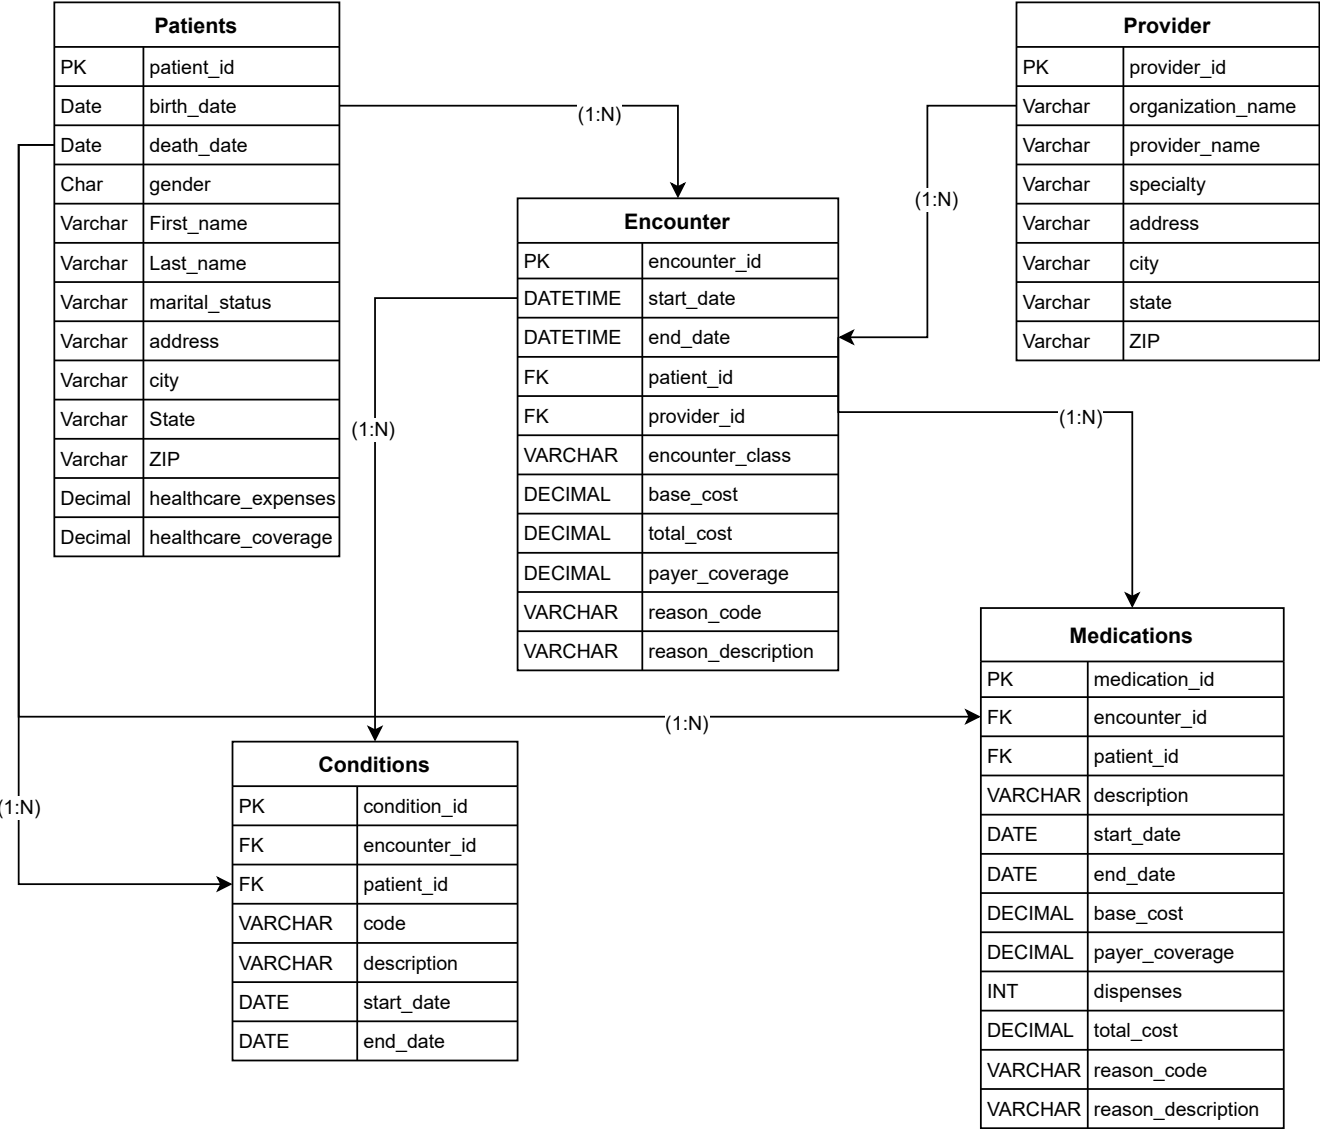 Patients
PK patient_id
Date birth_date
Date death_date
Char gender
Varchar First_name
Varchar Last_name
Varchar marital_status
Varchar address
Varchar city
Varchar State
Varchar ZIP
Decimal healthcare_expenses
Decimal healthcare_coverage
(1:N)
Provider
PK provider_id
Varchar organization_name
Varchar provider_name
Varchar specialty
Varchar address
Varchar city
Varchar state
Varchar ZIP
(1:N)
Encounter
PK encounter_id
DATETIME start_date
DATETIME end_date
FK patient_id
FK provider_id
VARCHAR encounter_class
DECIMAL base_cost
DECIMAL total_cost
DECIMAL payer_coverage
VARCHAR reason_code
VARCHAR reason_description
(1:N)
(1:N)
(1:N)
(1:N)
Conditions
PK condition_id
FK encounter_id
FK patient_id
VARCHAR code
VARCHAR description
DATE start_date
DATE end_date
Medications
PK medication_id
FK encounter_id
FK patient_id
VARCHAR description
DATE start_date
DATE end_date
DECIMAL base_cost
DECIMAL payer_coverage
INT dispenses
DECIMAL total_cost
VARCHAR reason_code
VARCHAR reason_description